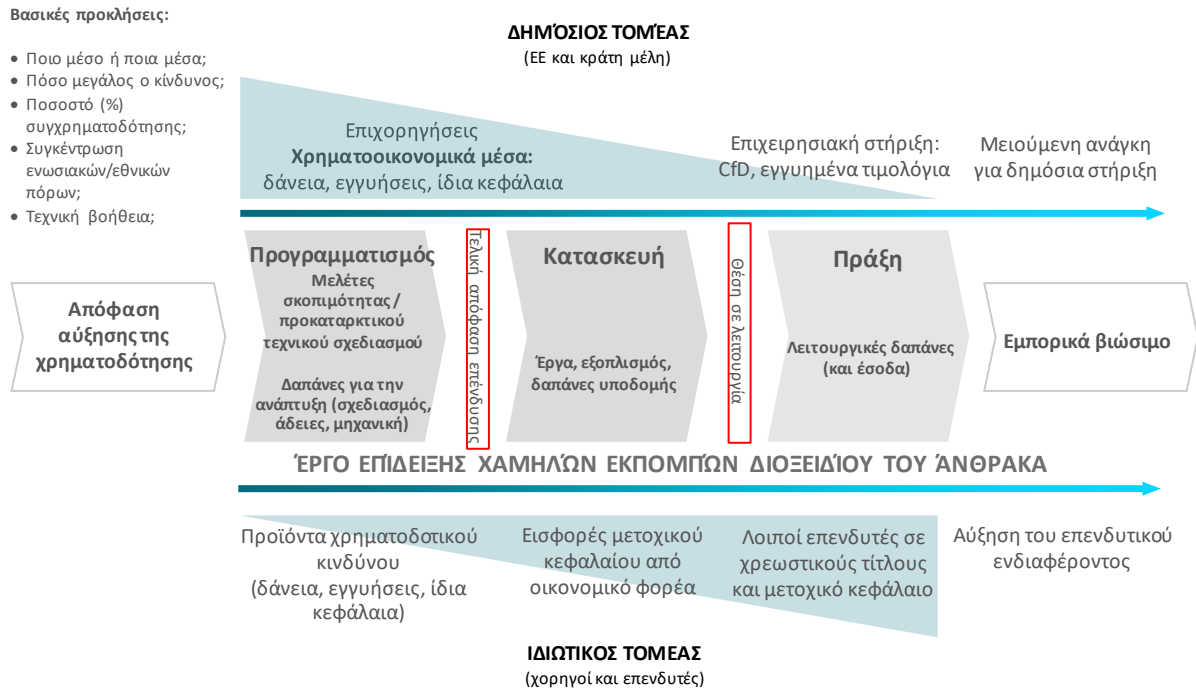 Βασικές προκλήσεις:
• Ποιο μέσο ή ποια μέσα;
• Πόσο μεγάλος ο κίνδυνος;
• Ποσοστό (%)
συγχρηματοδότησης;
• Συγκέντρωση
ενωσιακών/εθνικών
πόρων;
• Τεχνική βοήθεια;
ΔΗΜΌΣΙΟΣ ΤΟΜΈΑΣ
(ΕΕ και κράτη μέλη)
Επιχορηγήσεις
Χρηματοοικονομικά μέσα:
δάνεια, εγγυήσεις, ίδια κεφάλαια
Επιχειρησιακή στήριξη:
CfD, εγγυημένα τιμολόγια
Μειούμενη ανάγκη
για δημόσια στήριξη
Απόφαση
αύξησης της
χρηματοδότησης
Προγραμματισμός
Μελέτες
σκοπιμότητας /
προκαταρκτικού
τεχνικού σχεδιασμού
Δαπάνες για την
ανάπτυξη (σχεδιασμός,
άδειες, μηχανική)
Τελική απόφαση επένδυσης
Κατασκευή
Έργα, εξοπλισμός,
δαπάνες υποδομής
Θέση σε λειτουργία
Πράξη
Λειτουργικές δαπάνες
(και έσοδα)
Εμπορικά βιώσιμο
ΈΡΓΟ ΕΠΊΔΕΙΞΗΣ ΧΑΜΗΛΏΝ ΕΚΠΟΜΠΏΝ ΔΙΟΞΕΙΔΊΟΥ ΤΟΥ ΆΝΘΡΑΚΑ
Προϊόντα χρηματοδοτικού
κινδύνου
(δάνεια, εγγυήσεις, ίδια
κεφάλαια)
Εισφορές μετοχικού
κεφαλαίου από
οικονομικό φορέα
Λοιποί επενδυτές σε
χρεωστικούς τίτλους
και μετοχικό κεφάλαιο
Αύξηση του επενδυτικού
ενδιαφέροντος
ΙΔΙΩΤΙΚΟΣ ΤΟΜΕΑΣ
(χορηγοί και επενδυτές)